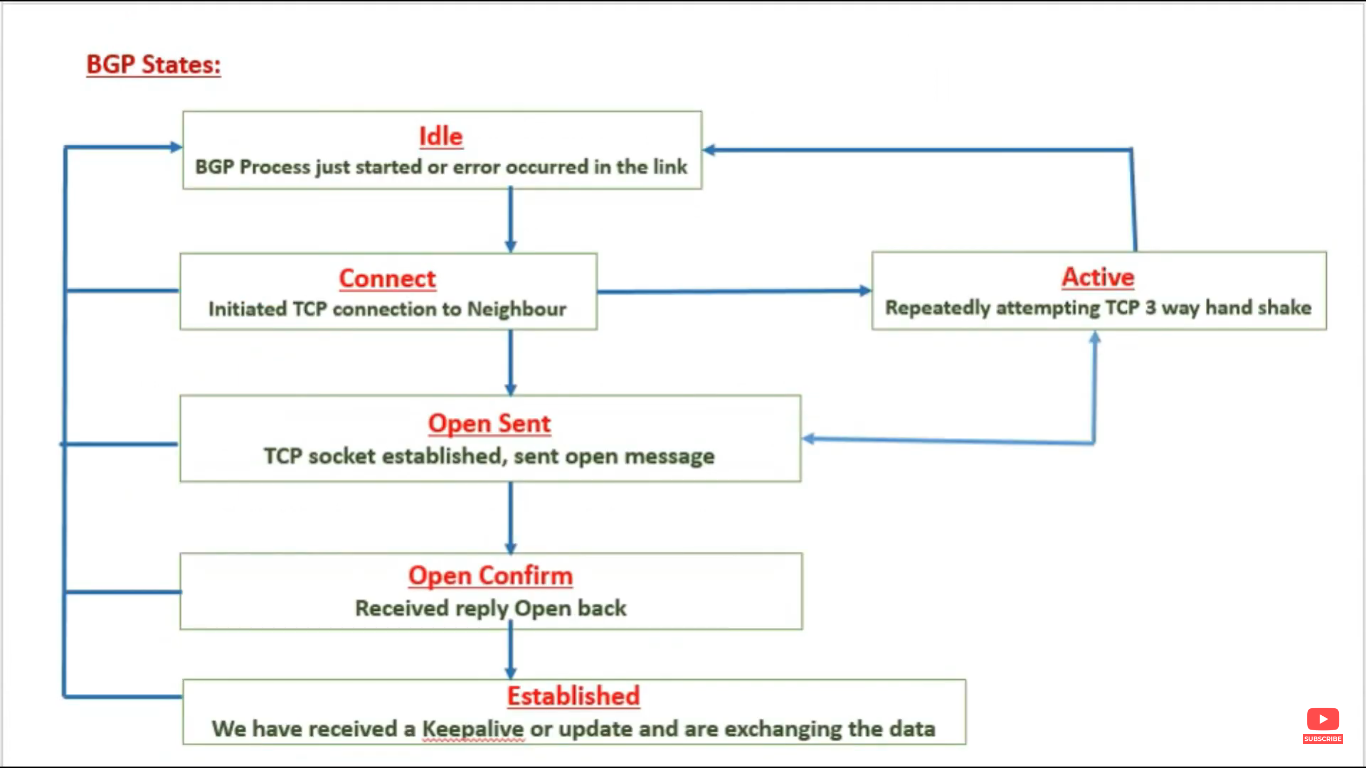 BGP States:
Idle
BGP Process just started or error occurred in the link
Connect
Initiated TCP connection to Neighbour
Active
Repeatedly attempting TCP 3 way hand shake
Open Sent
TCP socket established, sent open message
Open Confirm
Received reply Open back
Established
We have received a Keepalive or update and are exchanging the data
SUBSCRIBE